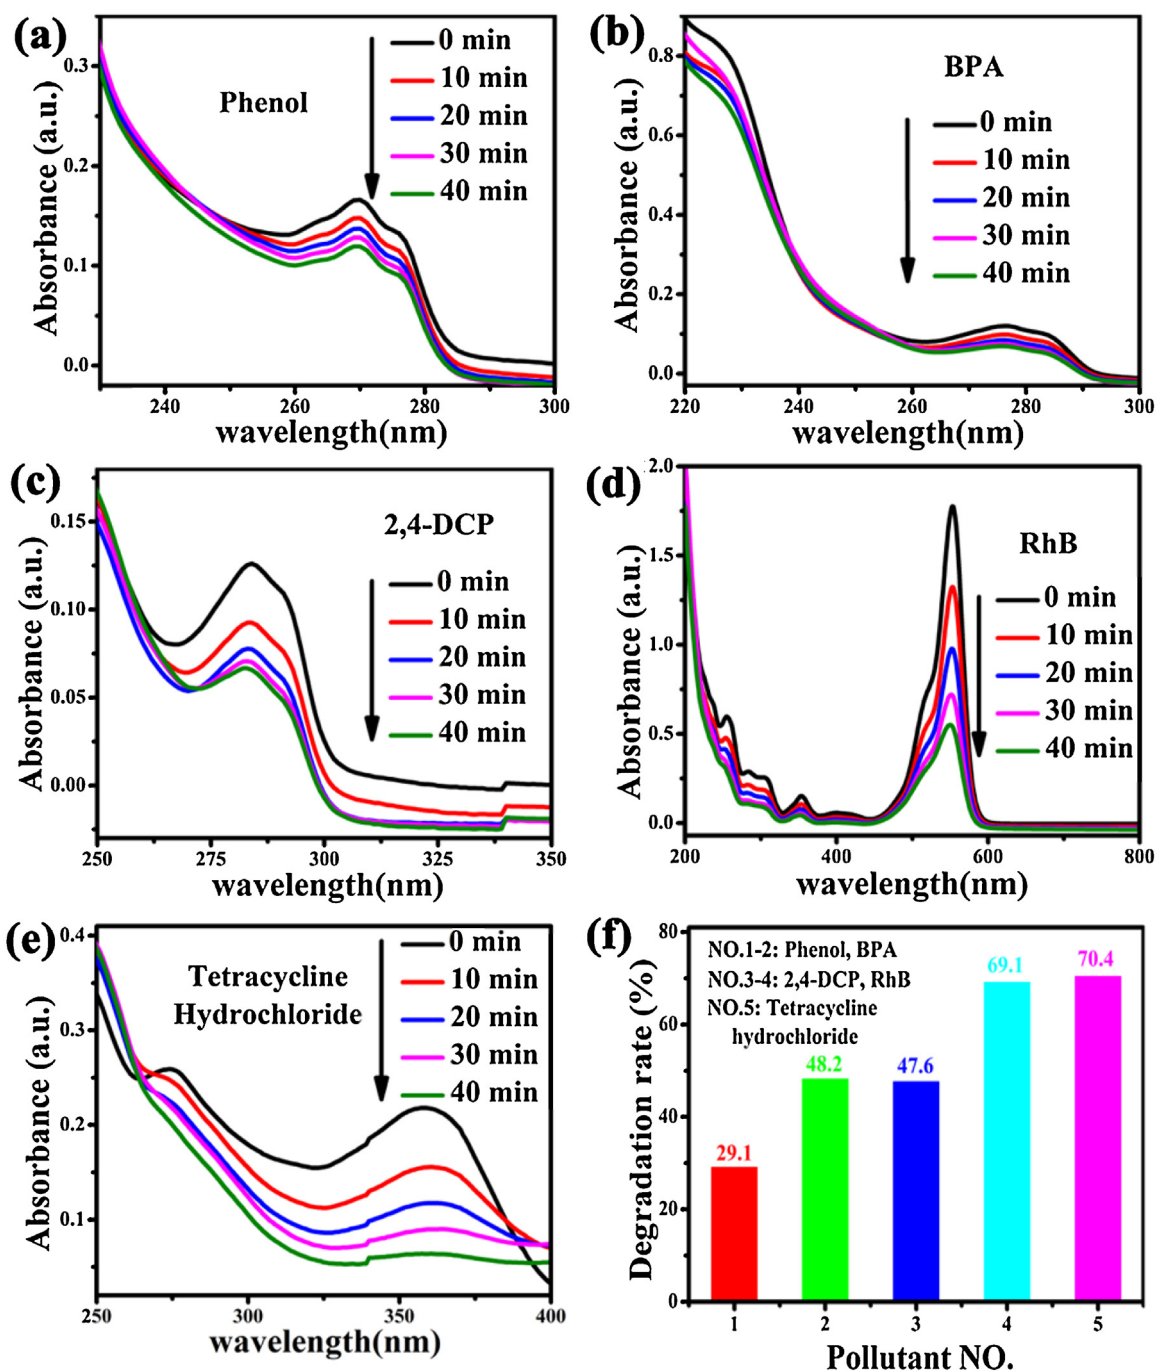 (a)
Phenol
0 min
10 min
20 min
30 min
40 min
Absorbance (a.u.)
0.3
0.2
0.1
0.0
240
260
280
300
wavelength(nm)
(b)
BPA
0 min
10 min
20 min
30 min
40 min
Absorbance (a.u.)
0.8
0.6
0.4
0.2
0.0
220
240
260
280
300
wavelength(nm)
(c)
2,4-DCP
0 min
10 min
20 min
30 min
40 min
Absorbance (a.u.)
0.15
0.10
0.05
0.00
250
275
300
325
350
wavelength(nm)
(d)
RhB
0 min
10 min
20 min
30 min
40 min
Absorbance (a.u.)
2.0
1.5
1.0
0.5
0.0
200
400
600
800
wavelength(nm)
(e)
Tetracycline
Hydrochloride
0 min
10 min
20 min
30 min
40 min
Absorbance (a.u.)
0.4
0.3
0.2
0.1
250
300
350
400
wavelength(nm)
(f)
NO.1-2: Phenol, BPA
NO.3-4: 2,4-DCP, RhB
NO.5: Tetracycline
hydrochloride
29.1
48.2
47.6
69.1
70.4
Degradation rate (%)
80
60
40
20
0
1
2
3
4
5
Pollutant NO.